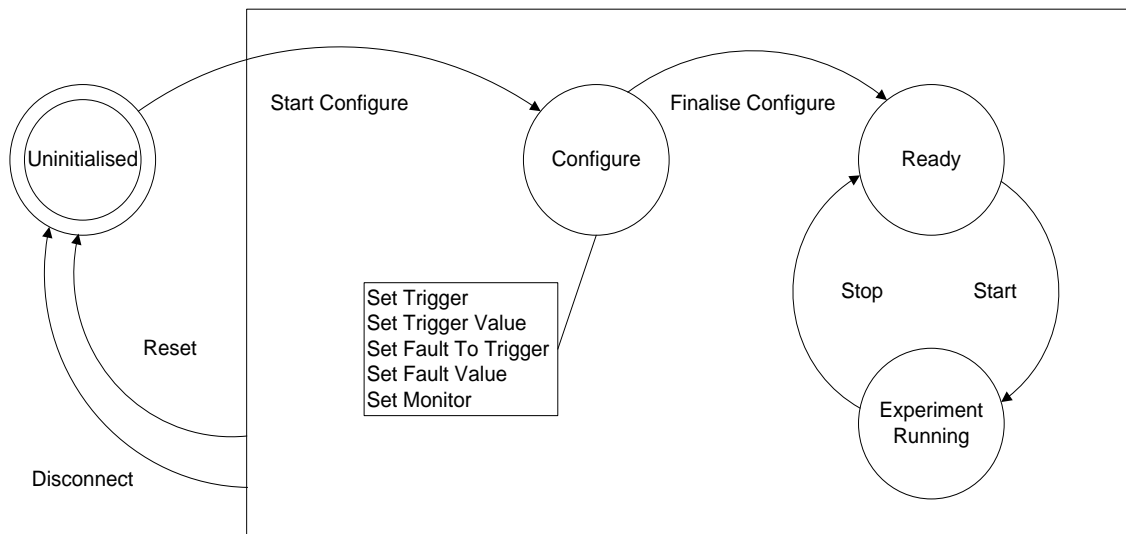 Start Configure
Finalise Configure
Uninitialised
Configure
Ready
Set Trigger
Set Trigger Value
Set Fault To Trigger
Set Fault Value
Set Monitor
Stop
Start
Reset
Experiment
Running
Disconnect